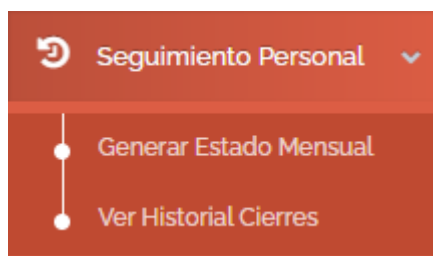 Seguimiento Personal
Generar Estado Mensual
Ver Historial Cierres